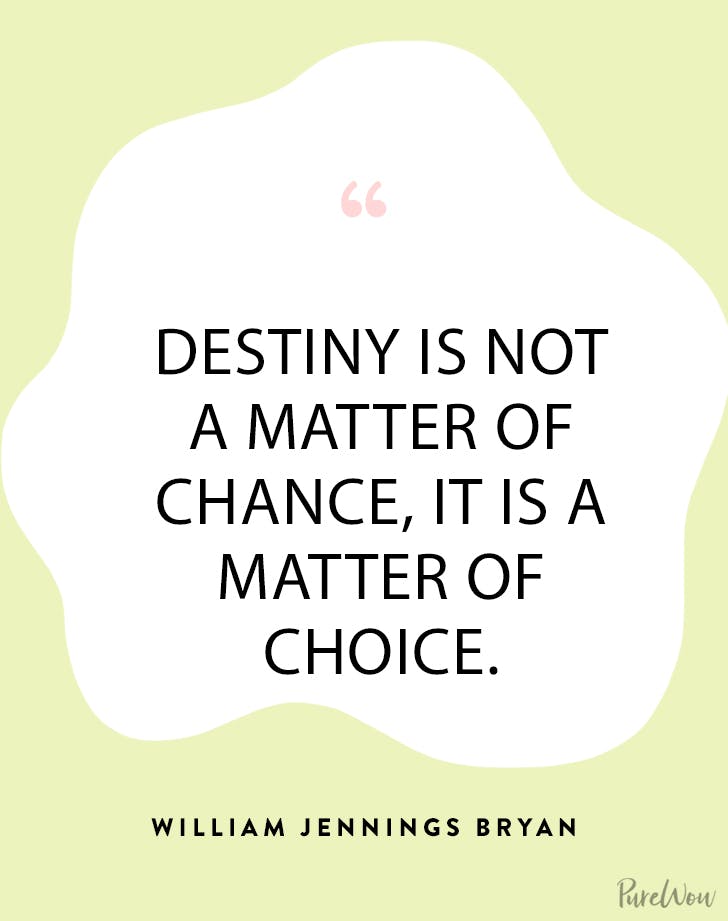 “
DESTINY IS NOT
A MATTER OF
CHANCE, IT IS A
MATTER OF
CHOICE.
WILLIAM JENNINGS BRYAN
PureWow